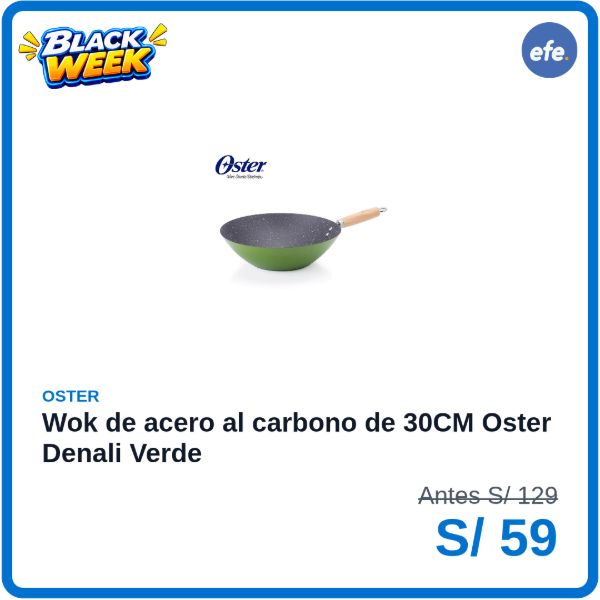 BLACK
WEEK
efe.
Oster
OSTER
Wok de acero al carbono de 30CM Oster
Denali Verde
Antes S/ 129
S/ 59